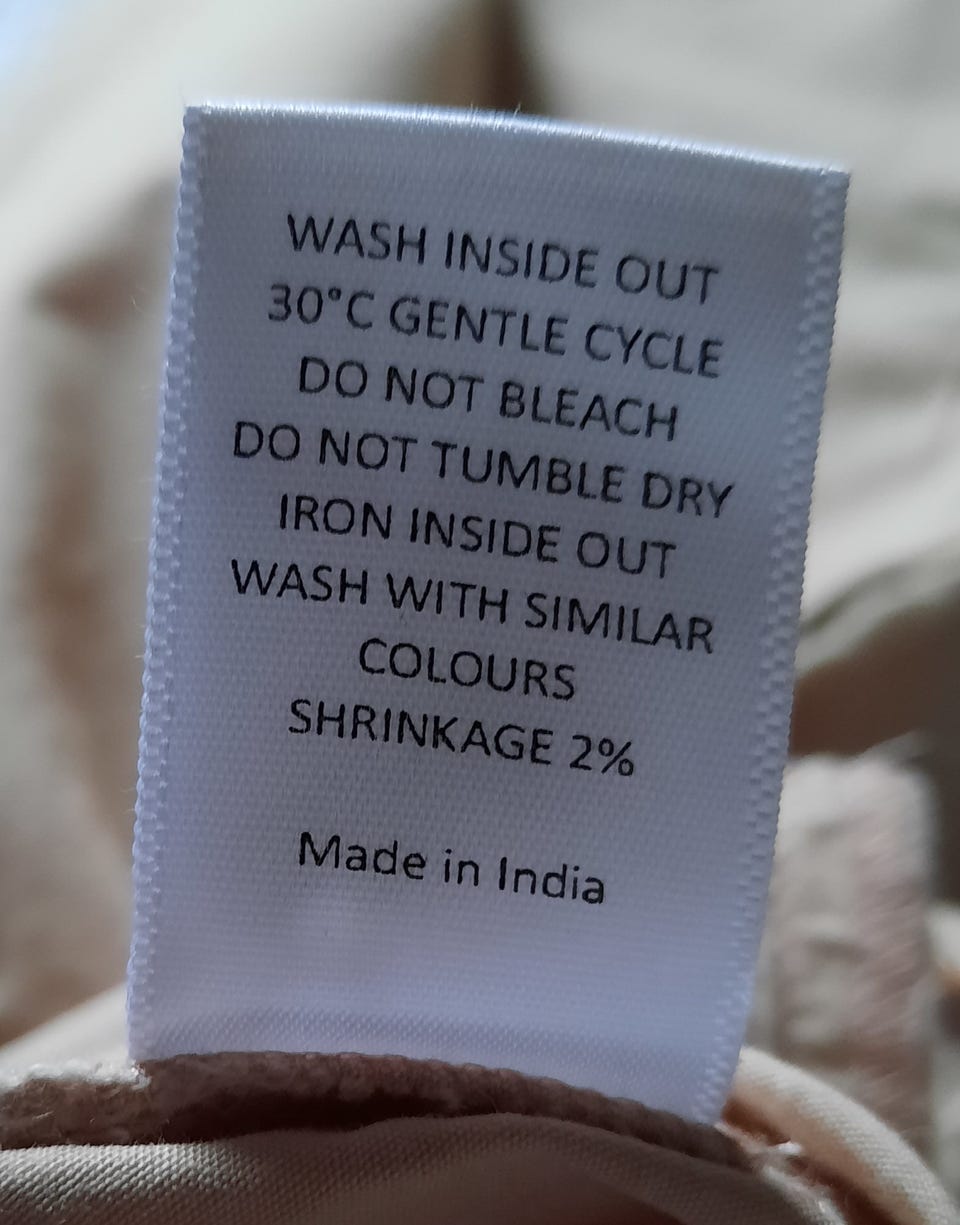 WASH INSIDE OUT
30°C GENTLE CYCLE
DO NOT BLEACH
DO NOT TUMBLE DRY
IRON INSIDE OUT
WASH WITH SIMILAR
COLOURS
SHRINKAGE 2%
Made in India